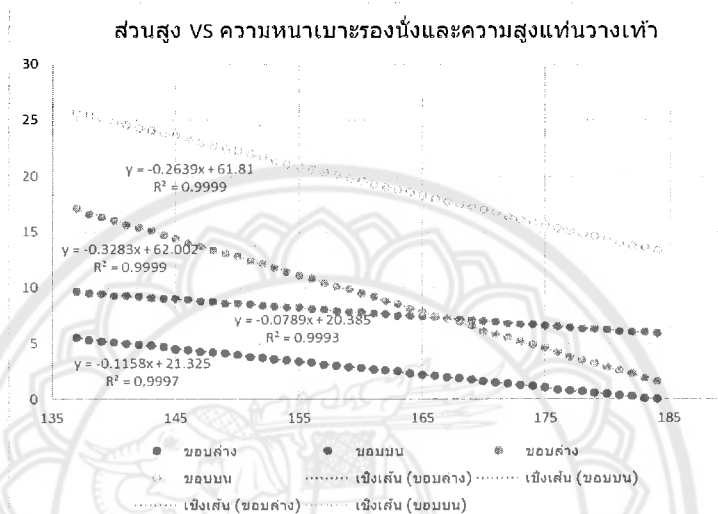 ส่วนสูง VS ความหนาเบาะรองนั่งและความสูงแท่นวางเท้า
30
25
20
15
10
5
0
y = -0.2639x + 61.81
R² = 0.9999
y = -0.3283x + 62.002
R² = 0.9999
y = -0.0789x + 20.385
R² = 0.9993
y = -0.1158x + 21.325
R² = 0.9997
135 145 155 165 175 185
ขอบล่าง ขอบบน ขอบล่าง
ขอบบน เชิงเส้น (ขอบล่าง) เชิงเส้น (ขอบบน)
เชิงเส้น (ขอบล่าง) เชิงเส้น (ขอบบน)